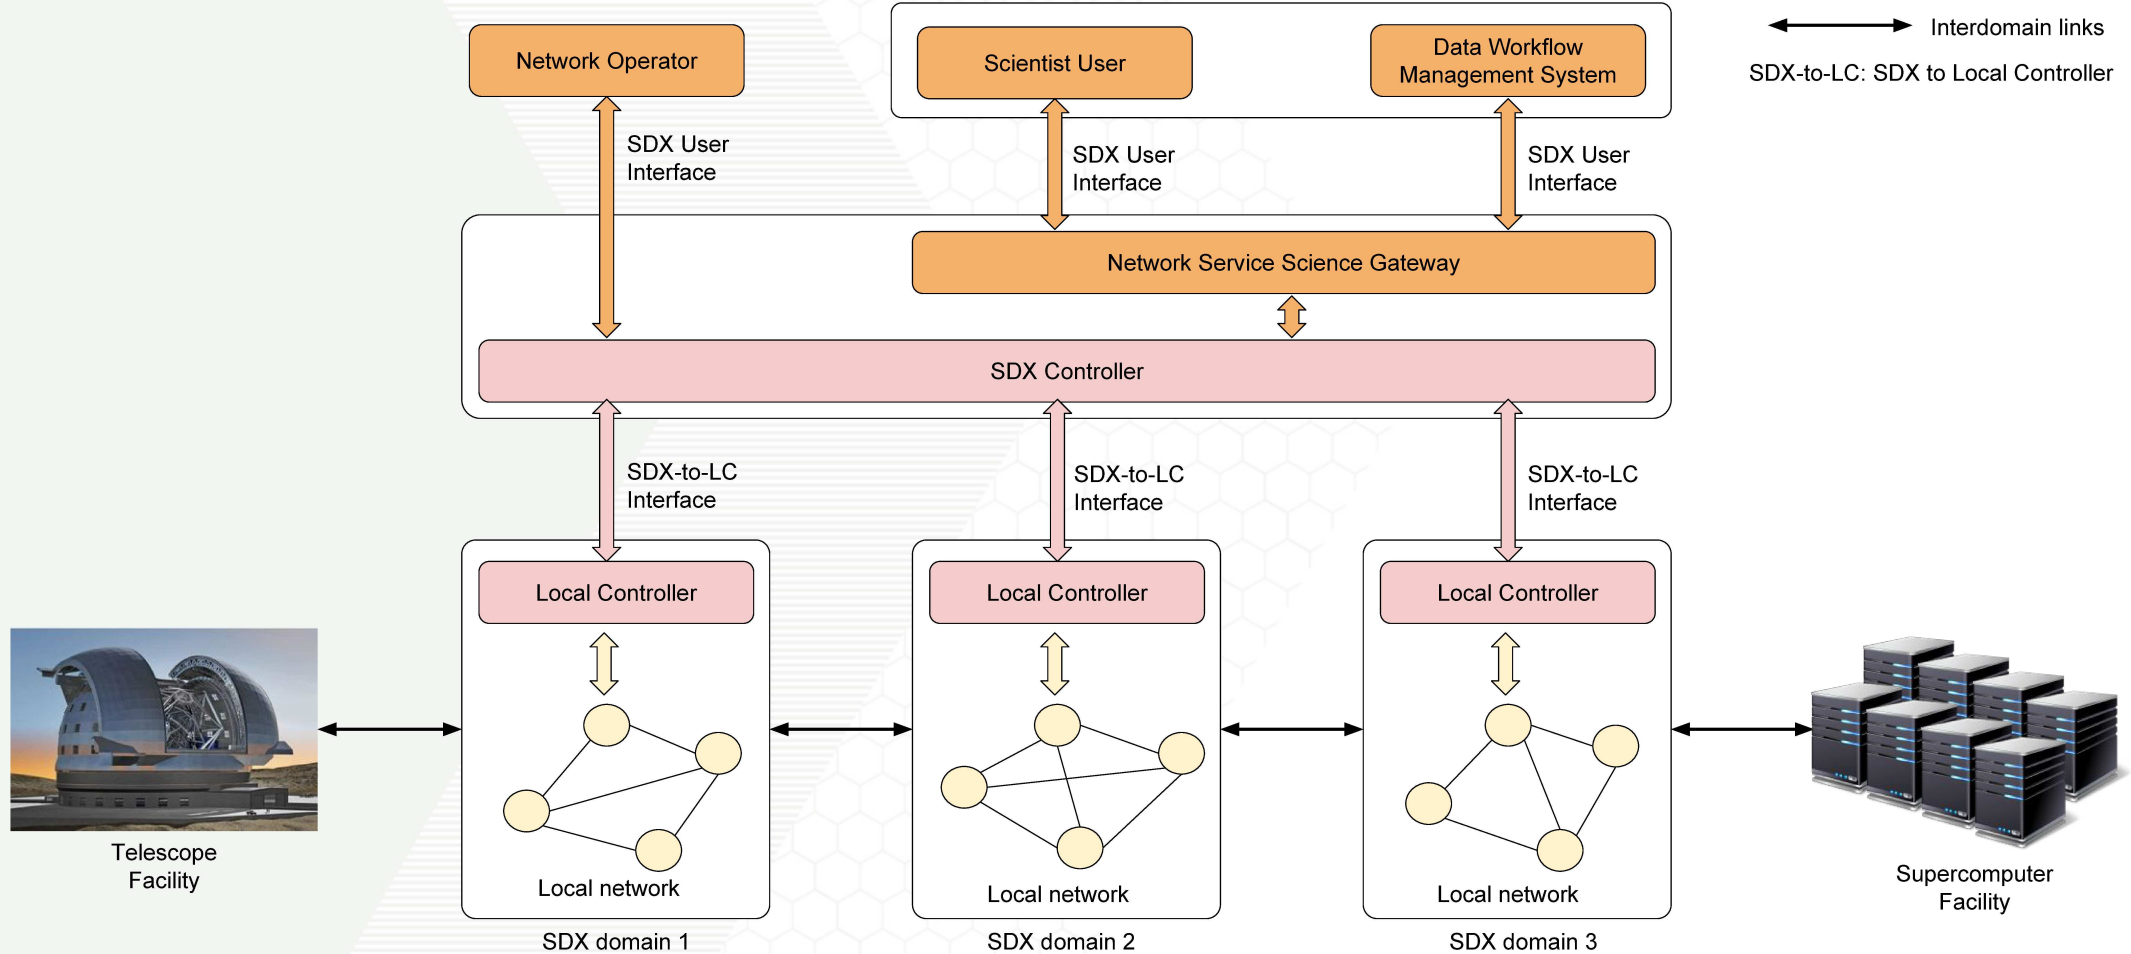 Network Operator
Scientist User
Data Workflow
Management System
Interdomain links
SDX-to-LC: SDX to Local Controller
SDX User
Interface
SDX User
Interface
SDX User
Interface
Network Service Science Gateway
SDX Controller
SDX-to-LC
Interface
SDX-to-LC
Interface
SDX-to-LC
Interface
Local Controller
Local Controller
Local Controller
Telescope
Facility
Local network
Local network
Local network
Supercomputer
Facility
SDX domain 1
SDX domain 2
SDX domain 3